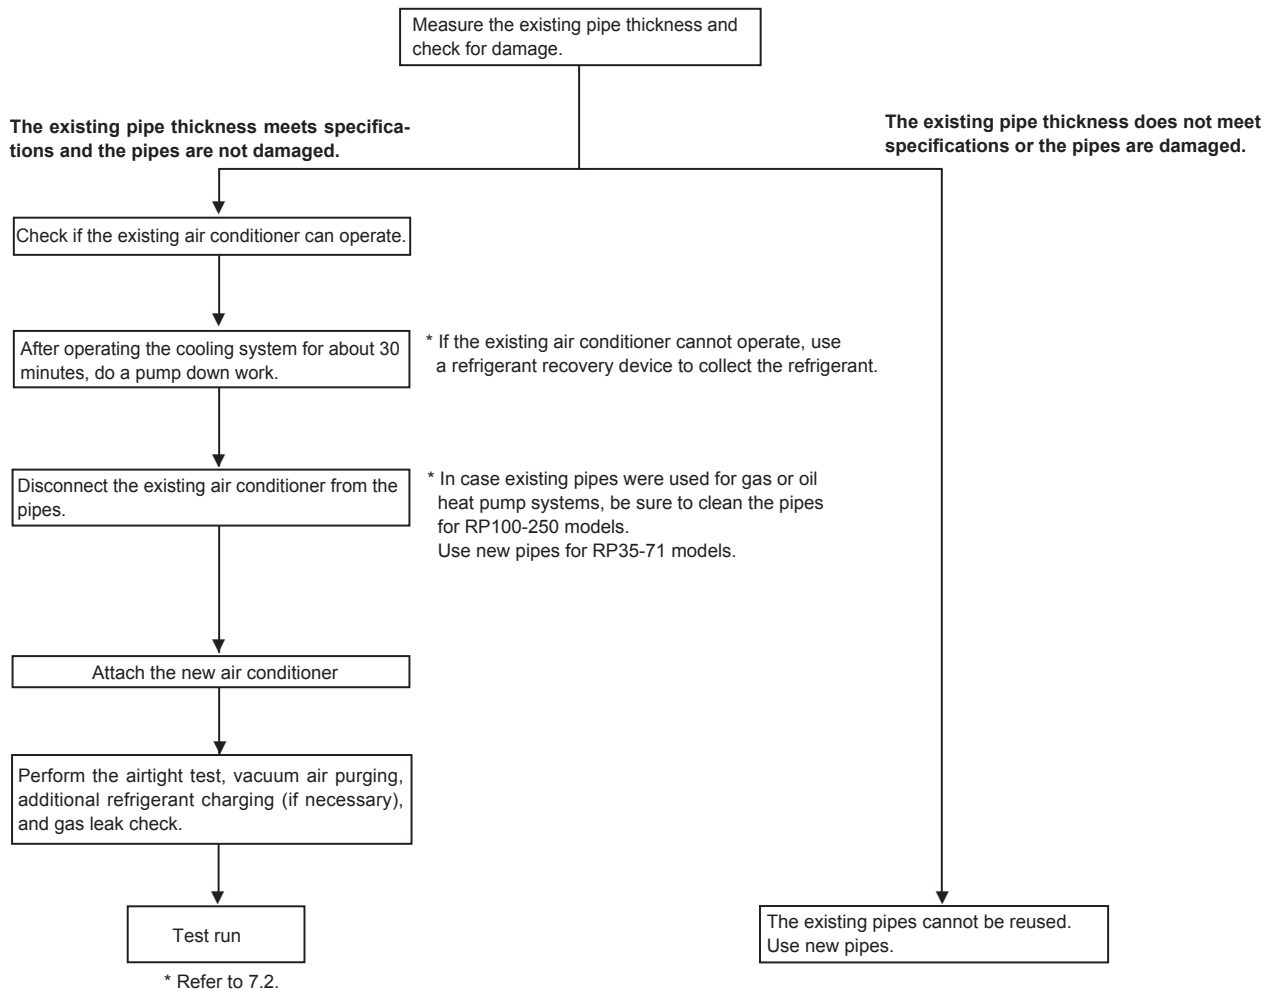 Measure the existing pipe thickness and
check for damage.
The existing pipe thickness meets specifica-
tions and the pipes are not damaged.
The existing pipe thickness does not meet
specifications or the pipes are damaged.
Check if the existing air conditioner can operate.
After operating the cooling system for about 30
minutes, do a pump down work.
* If the existing air conditioner cannot operate, use
a refrigerant recovery device to collect the refrigerant.
Disconnect the existing air conditioner from the
pipes.
* In case existing pipes were used for gas or oil
heat pump systems, be sure to clean the pipes
for RP100-250 models.
Use new pipes for RP35-71 models.
Attach the new air conditioner
Perform the airtight test, vacuum air purging,
additional refrigerant charging (if necessary),
and gas leak check.
Test run
* Refer to 7.2.
The existing pipes cannot be reused.
Use new pipes.